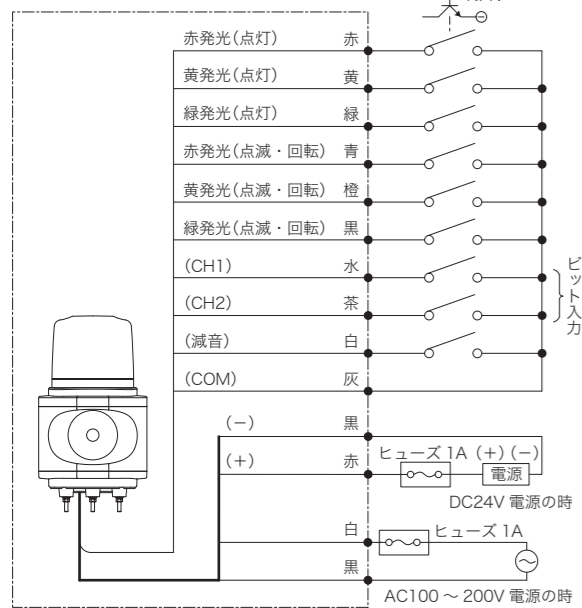 赤発光(点灯) 赤
黄発光(点灯) 黄
緑発光(点灯) 緑
赤発光(点滅・回転) 青
黄発光(点滅・回転) 橙
緑発光(点滅・回転) 黒
(CH1) 水
(CH2) 茶
(減音) 白
(COM) 灰
ビット入力
(−) 黒
(+) 赤
ヒューズ 1A (+) (−)
電源
DC24V 電源の時
白 ヒューズ 1A
黒
AC100 ~ 200V 電源の時